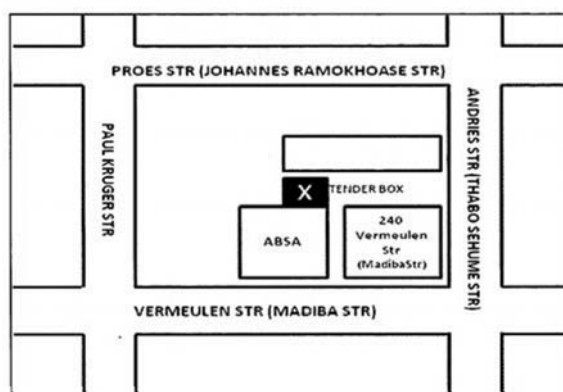 PROES STR (JOHANNES RAMOKHOASE STR)
PAUL KRUGER STR
ANDRIES STR (THABO SEHUME STR)
X
TENDER BOX
ABSA
240
Vermeulen
Str
(MadibaStr)
VERMEULEN STR (MADIBA STR)